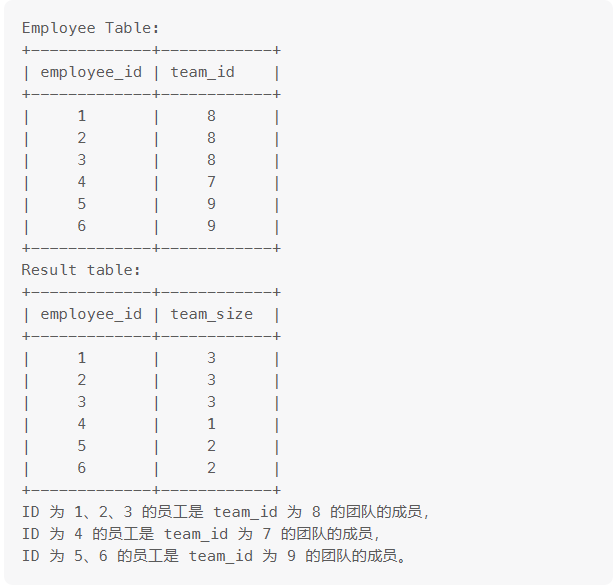 Employee Table:
+-------------+------------+
| employee_id | team_id    |
+-------------+------------+
|     1       |     8      |
|     2       |     8      |
|     3       |     8      |
|     4       |     7      |
|     5       |     9      |
|     6       |     9      |
+-------------+------------+
Result table:
+-------------+------------+
| employee_id | team_size  |
+-------------+------------+
|     1       |     3      |
|     2       |     3      |
|     3       |     3      |
|     4       |     1      |
|     5       |     2      |
|     6       |     2      |
+-------------+------------+
ID 为 1、2、3 的员工是 team_id 为 8 的团队的成员，
ID 为 4 的员工是 team_id 为 7 的团队的成员，
ID 为 5、6 的员工是 team_id 为 9 的团队的成员。